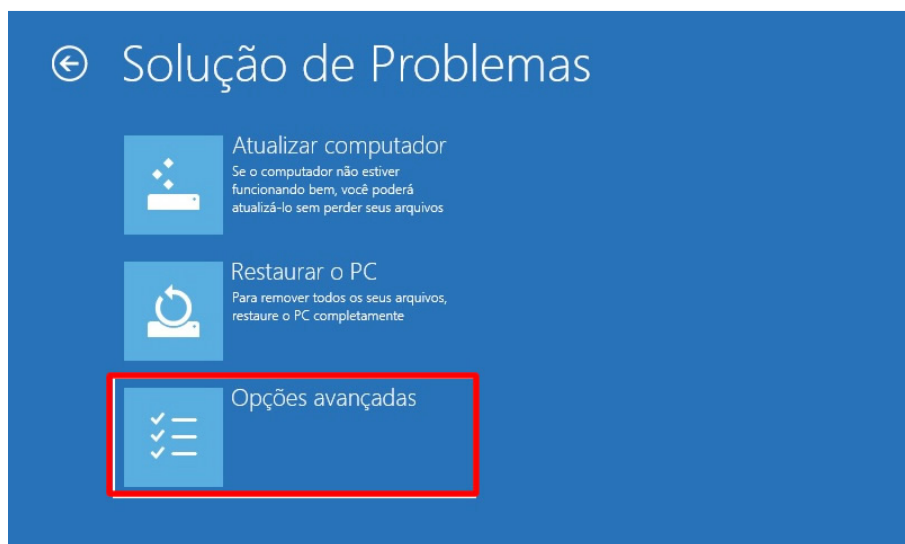 Solução de Problemas
Atualizar computador
Se o computador não estiver
funcionando bem, você poderá
atualizá-lo sem perder seus arquivos
Restaurar o PC
Para remover todos os seus arquivos,
restaure o PC completamente
Opções avançadas